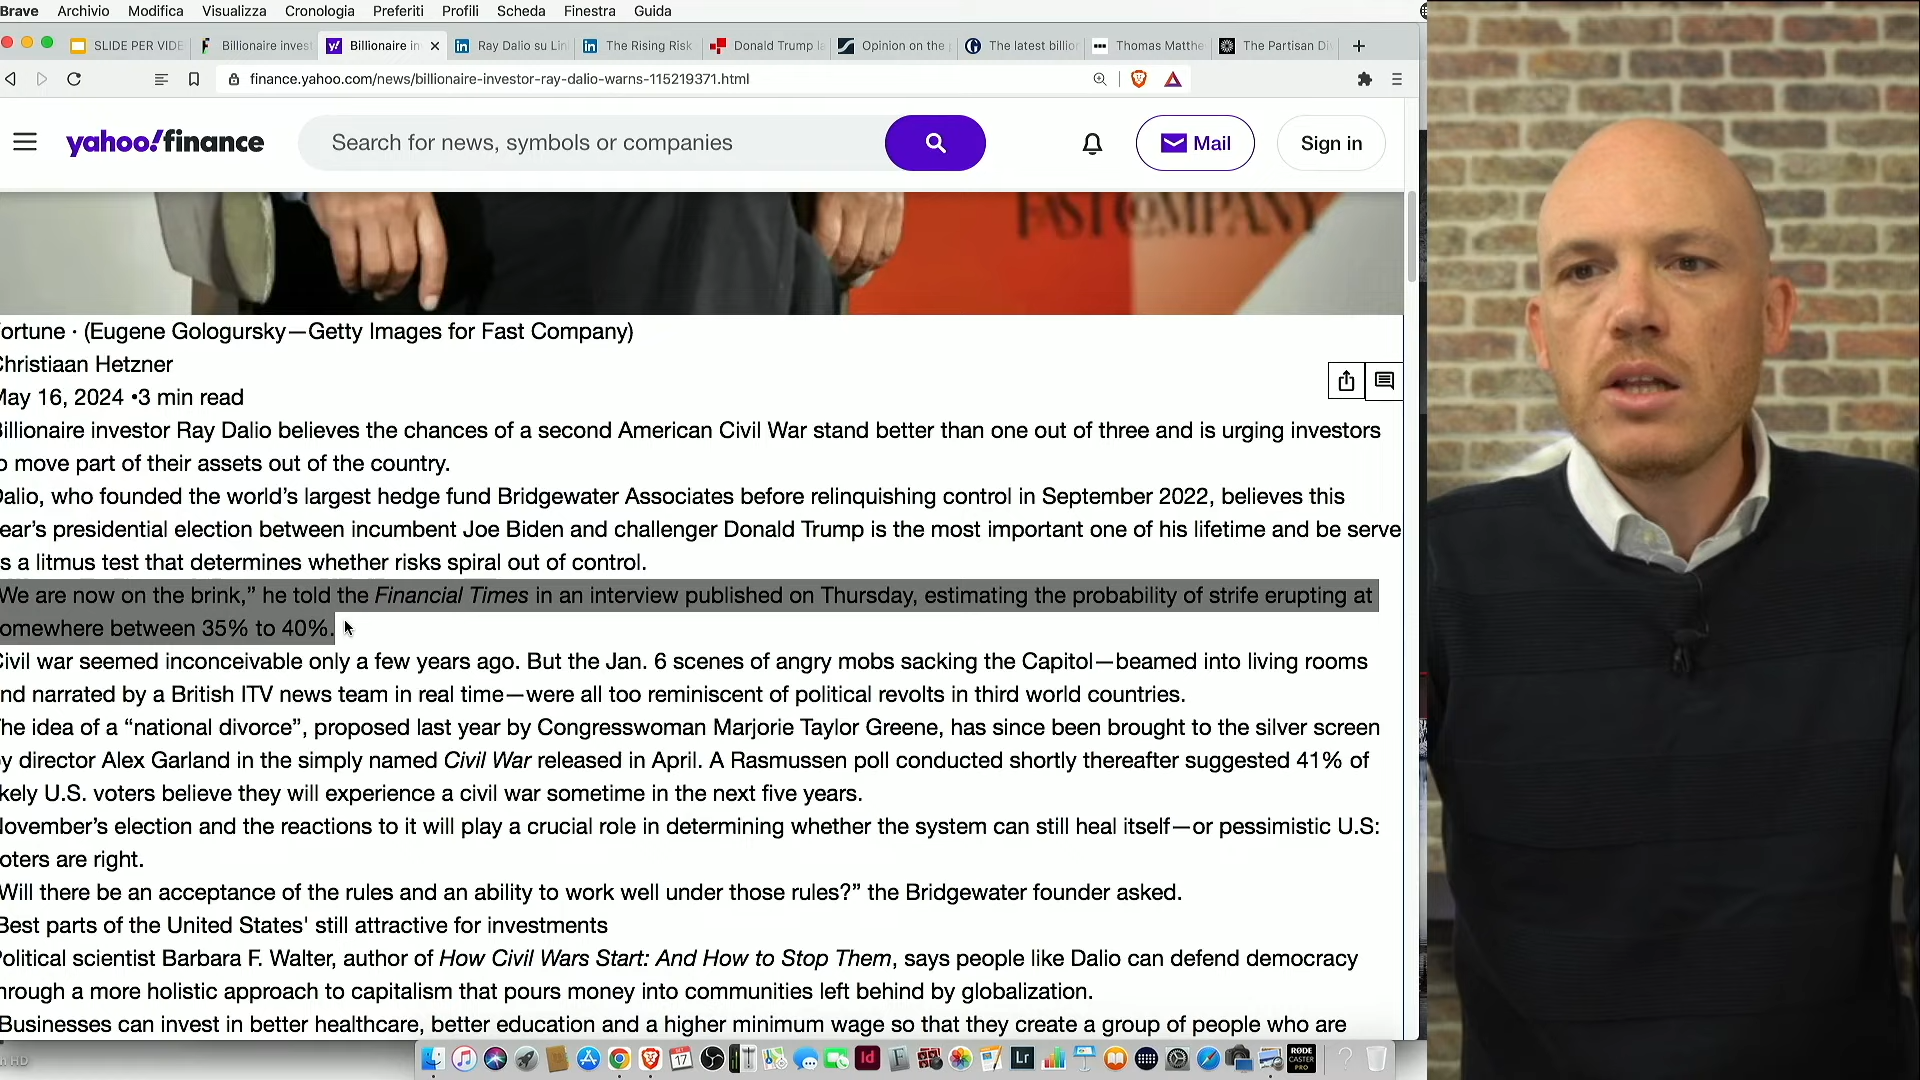 Brave Archivio Modifica Visualizza Cronologia Preferiti Profili Scheda Finestra Guida
SLIDE PER VIDE Billionaire inves Billionaire in Ray Dalio su Lin The Rising Risk Donald Trump la Opinion on the The latest billio Thomas Matthe The Partisan Di
finance.yahoo.com/news/billionaire-investor-ray-dalio-warns-115219371.html
yahoo!finance Search for news, symbols or companies Mail Sign in
FAST COMPANY
ortune · (Eugene Gologursky—Getty Images for Fast Company)
Christiaan Hetzner
May 16, 2024 •3 min read
Billionaire investor Ray Dalio believes the chances of a second American Civil War stand better than one out of three and is urging investors
o move part of their assets out of the country.
Dalio, who founded the world’s largest hedge fund Bridgewater Associates before relinquishing control in September 2022, believes this
ear’s presidential election between incumbent Joe Biden and challenger Donald Trump is the most important one of his lifetime and be serve
s a litmus test that determines whether risks spiral out of control.
We are now on the brink,” he told the Financial Times in an interview published on Thursday, estimating the probability of strife erupting at
omewhere between 35% to 40%.
Civil war seemed inconceivable only a few years ago. But the Jan. 6 scenes of angry mobs sacking the Capitol—beamed into living rooms
nd narrated by a British ITV news team in real time—were all too reminiscent of political revolts in third world countries.
The idea of a “national divorce”, proposed last year by Congresswoman Marjorie Taylor Greene, has since been brought to the silver screen
y director Alex Garland in the simply named Civil War released in April. A Rasmussen poll conducted shortly thereafter suggested 41% of
kely U.S. voters believe they will experience a civil war sometime in the next five years.
November’s election and the reactions to it will play a crucial role in determining whether the system can still heal itself—or pessimistic U.S:
oters are right.
Will there be an acceptance of the rules and an ability to work well under those rules?” the Bridgewater founder asked.
Best parts of the United States' still attractive for investments
Political scientist Barbara F. Walter, author of How Civil Wars Start: And How to Stop Them, says people like Dalio can defend democracy
hrough a more holistic approach to capitalism that pours money into communities left behind by globalization.
Businesses can invest in better healthcare, better education and a higher minimum wage so that they create a group of people who are
17 Id Lr RØDE CASTER PRO